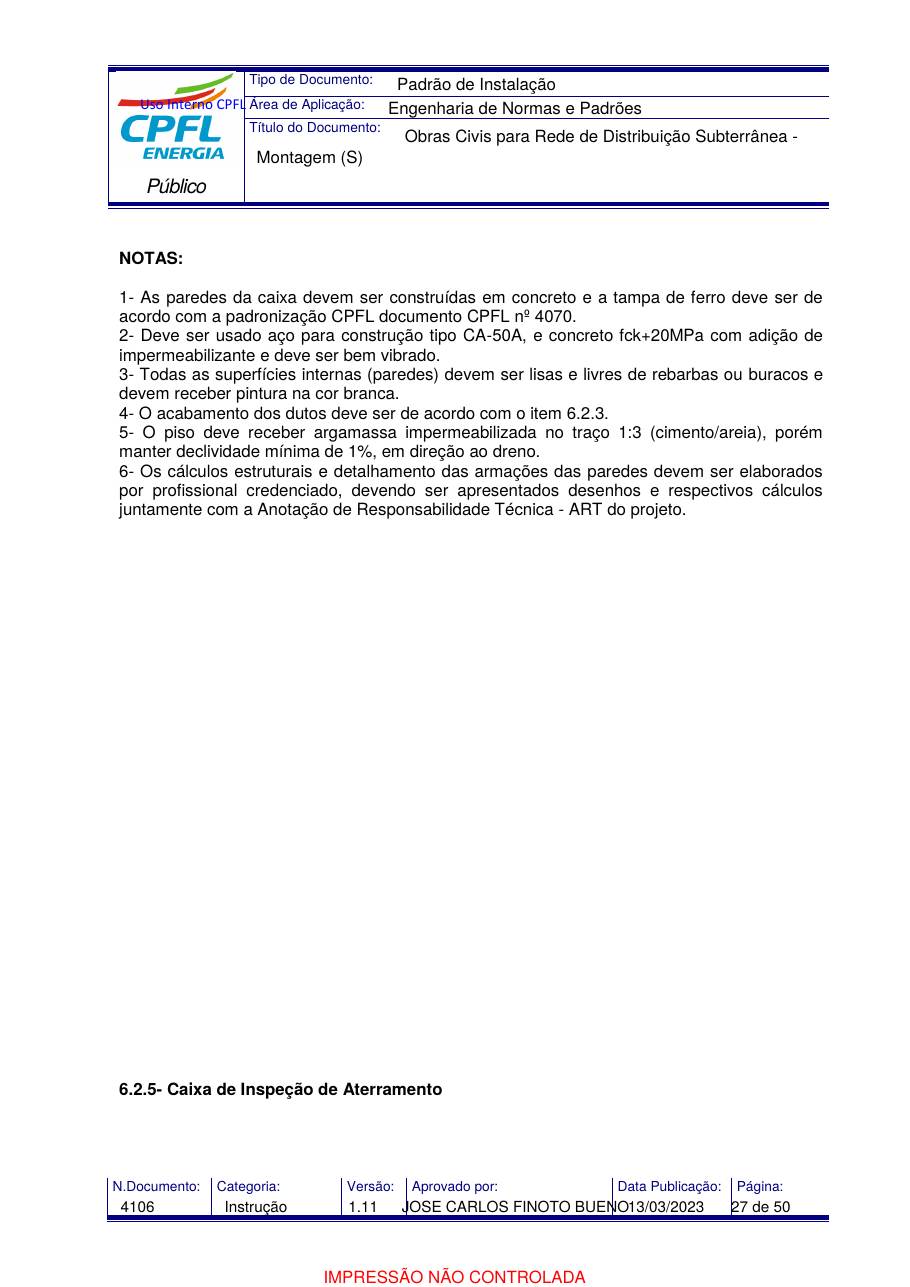 Tipo de Documento: Padrão de Instalação
Uso Interno CPFL
Área de Aplicação: Engenharia de Normas e Padrões
CPFL
ENERGIA
Título do Documento: Obras Civis para Rede de Distribuição Subterrânea -
Montagem (S)
Público
NOTAS:
1- As paredes da caixa devem ser construídas em concreto e a tampa de ferro deve ser de
acordo com a padronização CPFL documento CPFL nº 4070.
2- Deve ser usado aço para construção tipo CA-50A, e concreto fck+20MPa com adição de
impermeabilizante e deve ser bem vibrado.
3- Todas as superfícies internas (paredes) devem ser lisas e livres de rebarbas ou buracos e
devem receber pintura na cor branca.
4- O acabamento dos dutos deve ser de acordo com o item 6.2.3.
5- O piso deve receber argamassa impermeabilizada no traço 1:3 (cimento/areia), porém
manter declividade mínima de 1%, em direção ao dreno.
6- Os cálculos estruturais e detalhamento das armações das paredes devem ser elaborados
por profissional credenciado, devendo ser apresentados desenhos e respectivos cálculos
juntamente com a Anotação de Responsabilidade Técnica - ART do projeto.
6.2.5- Caixa de Inspeção de Aterramento
N.Documento: Categoria: Versão: Aprovado por: Data Publicação: Página:
4106 Instrução 1.11 JOSE CARLOS FINOTO BUENO 13/03/2023 27 de 50
IMPRESSÃO NÃO CONTROLADA